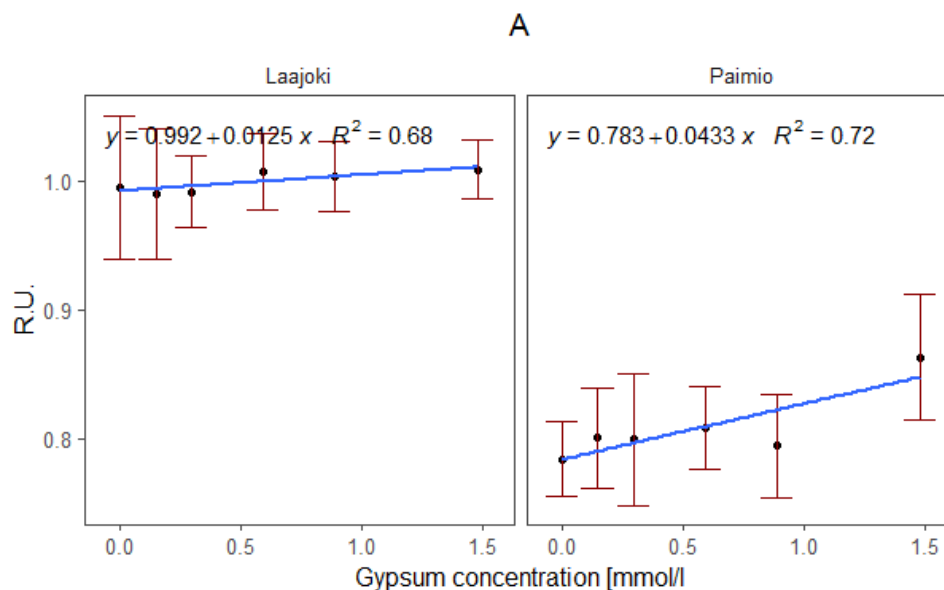 A
Laajoki
Paimio
y = 0.992 + 0.0125 x R² = 0.68
y = 0.783 + 0.0433 x R² = 0.72
R.U.
1.0
0.9
0.8
0.0 0.5 1.0 1.5
0.0 0.5 1.0 1.5
Gypsum concentration [mmol/l